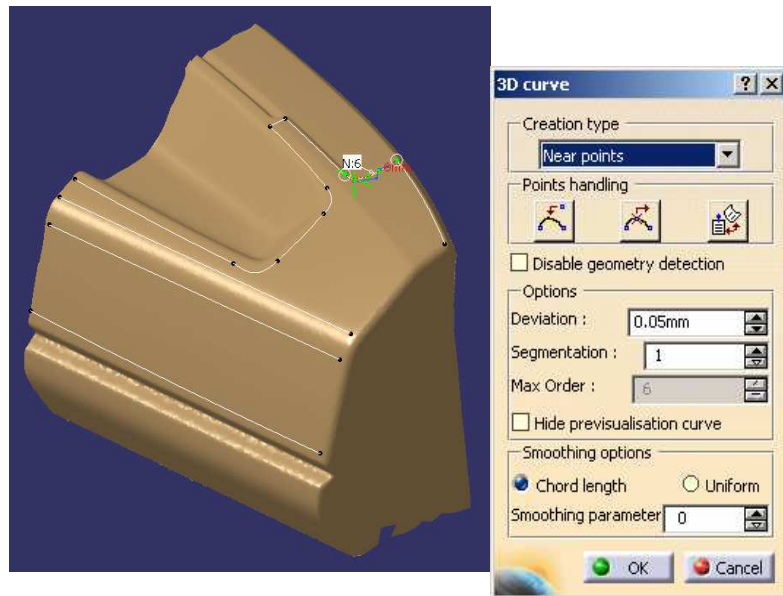 N:6
3D curve
Creation type
Near points
Points handling
Disable geometry detection
Options
Deviation : 0.05mm
Segmentation : 1
Max Order : 6
Hide previsualisation curve
Smoothing options
Chord length Uniform
Smoothing parameter 0
OK Cancel